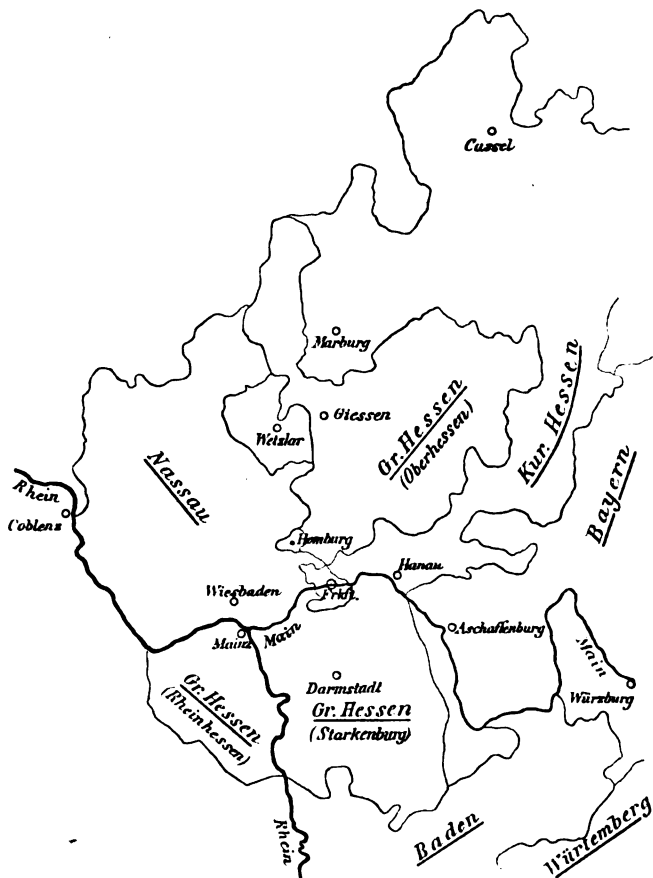 Cassel
Marburg
Giessen
Wetzlar
Gr. Hessen
(Oberhessen)
Kur. Hessen
Bayern
Nassau
Rhein
Coblenz
Homburg
Hanau
Frkft.
Wiesbaden
Mainz
Main
Aschaffenburg
Main
Würzburg
Darmstadt
Gr. Hessen
(Starkenburg)
Gr. Hessen
(Rheinhessen)
Rhein
Baden
Würtemberg